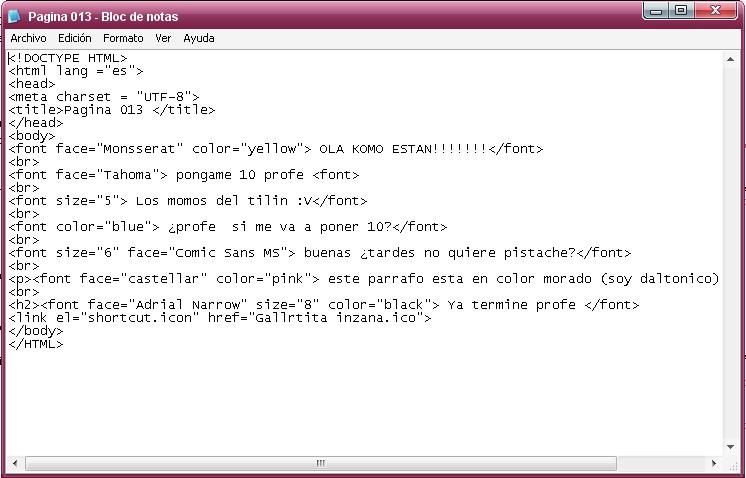 Pagina 013 - Bloc de notas
Archivo Edición Formato Ver Ayuda
<!DOCTYPE HTML>
<html lang ="es">
<head>
<meta charset = "UTF-8">
<title>Pagina 013 </title>
</head>
<body>
<font face="Monsserat" color="yellow"> OLA KOMO ESTAN!!!!!!!</font>
<br>
<font face="Tahoma"> pongame 10 profe <font>
<br>
<font size="5"> Los momos del tilin :V</font>
<br>
<font color="blue"> ¿profe  si me va a poner 10?</font>
<br>
<font size="6" face="Comic Sans MS"> buenas ¿tardes no quiere pistache?</font>
<br>
<p><font face="castellar" color="pink"> este parrafo esta en color morado (soy daltonico)
<br>
<h2><font face="Adrial Narrow" size="8" color="black"> Ya termine profe </font>
<link el="shortcut.icon" href="Gallrtita inzana.ico">
</body>
</HTML>